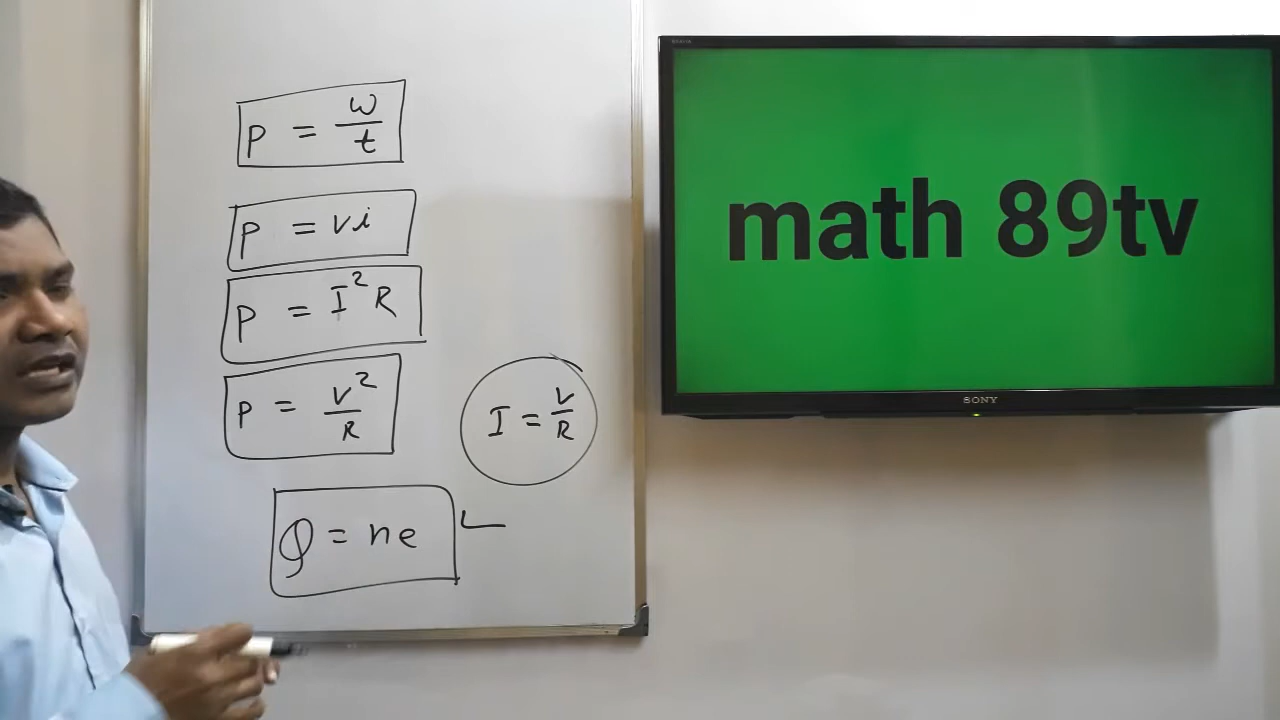 P = W/t
P = Vi
P = I²R
P = V²/R
I = V/R
Q = ne
math 89tv
SONY